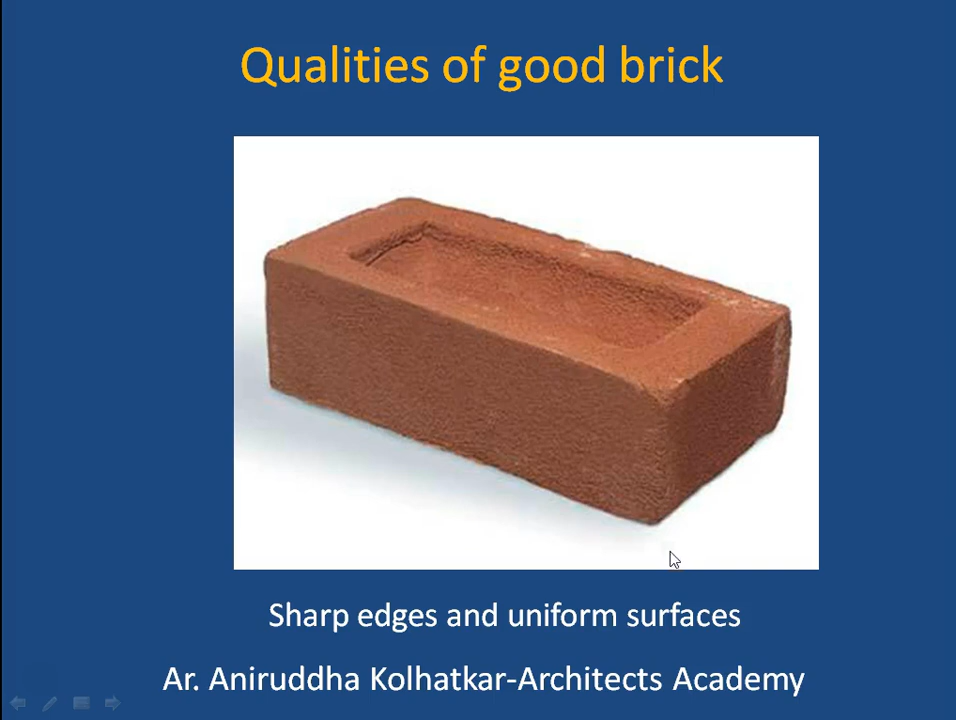 Qualities of good brick
Sharp edges and uniform surfaces
Ar. Aniruddha Kolhatkar-Architects Academy